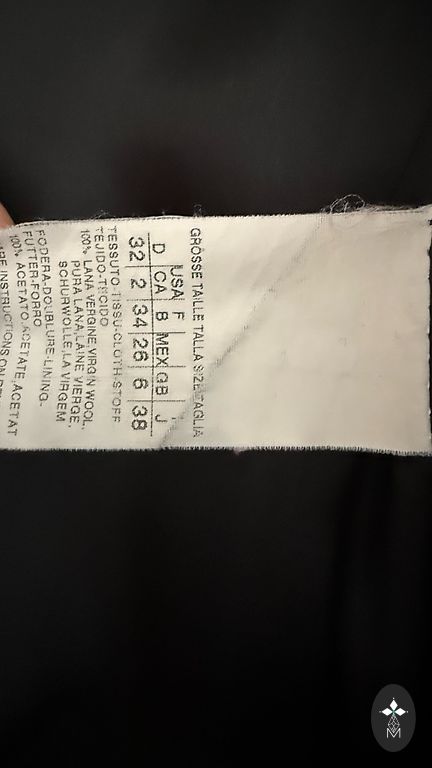 GRÖSSE TAILLE TALLA SIZE TAGLIA
USA F
D CA B MEX GB J
32 2 34 26 6 38
TESSUTO-TISSU-CLOTH-STOFF
TEJIDO-TECIDO
100% LANA VERGINE,VIRGIN WOOL,
PURA LANA,LAINE VIERGE,
SCHURWOLLE,LA VIRGEM
FODERA-DOUBLURE-LINING-
FUTTER-FORRO
100% ACETATO,ACETATE,ACETAT
INSTRUCTIONS ON
M